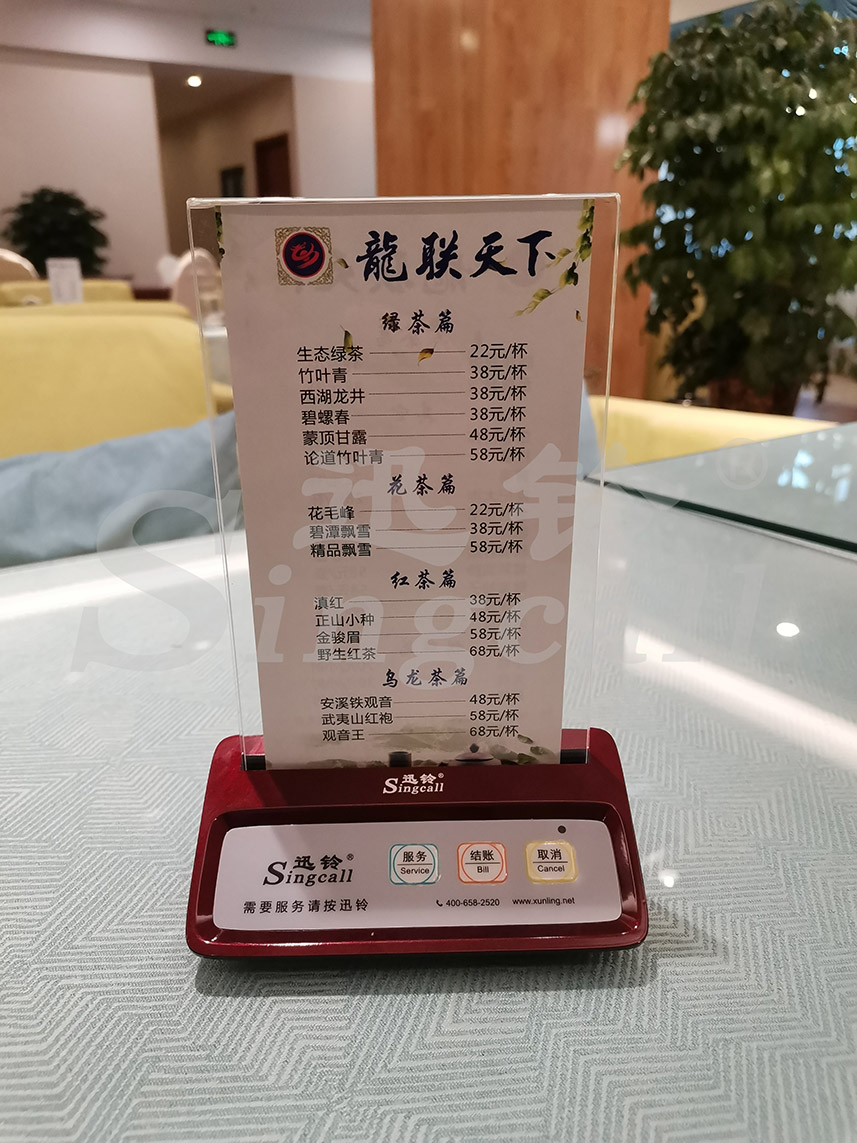 龍联天下
绿茶篇
生态绿茶 22元/杯
竹叶青 38元/杯
西湖龙井 38元/杯
碧螺春 38元/杯
蒙顶甘露 48元/杯
论道竹叶青 58元/杯
花茶篇
花毛峰 22元/杯
碧潭飘雪 38元/杯
精品飘雪 58元/杯
红茶篇
滇红 38元/杯
正山小种 48元/杯
金骏眉 58元/杯
野生红茶 68元/杯
乌龙茶篇
安溪铁观音 48元/杯
武夷山红袍 58元/杯
观音王 68元/杯
迅铃®
Singcall
迅铃®
Singcall
需要服务请按迅铃
服务
Service
结账
Bill
取消
Cancel
400-658-2520 www.xunling.net
迅铃®
Singcall